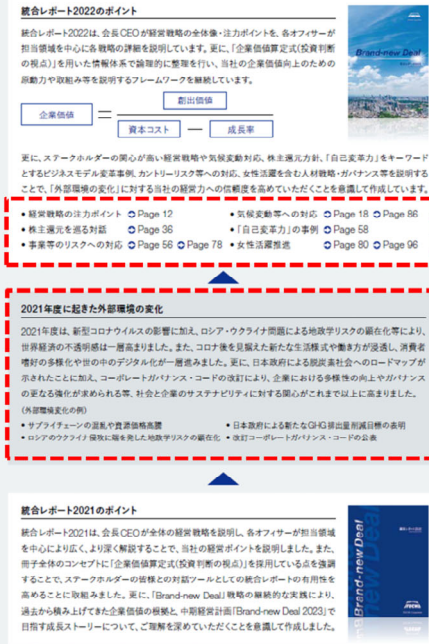 統合レポート2022のポイント
統合レポート2022は、会長CEOが経営戦略の全体像・注力ポイントを、各オフィサーが
担当領域を中心に各戦略の詳細を説明しています。更に、「企業価値算定式(投資判断
の視点)」を用いた情報体系で論理的に整理を行い、当社の企業価値向上のための
原動力や取組み等を説明するフレームワークを継続しています。
Brand-new Deal
企業価値
=
創出価値
資本コスト — 成長率
更に、ステークホルダーの関心が高い経営戦略や気候変動対応、株主還元方針、「自己変革力」をキーワード
とするビジネスモデル変革事例、カントリーリスク等への対応、女性活躍を含む人材戦略・ガバナンス等を説明する
ことで、「外部環境の変化」に対する当社の経営力への信頼度を高めていただくことを意識して作成しています。
• 経営戦略の注力ポイント Page 12
• 気候変動等への対応 Page 18 Page 86
• 株主還元を巡る対話 Page 36
• 「自己変革力」の事例 Page 58
• 事業等のリスクへの対応 Page 56 Page 78
• 女性活躍推進 Page 80 Page 96
2021年度に起きた外部環境の変化
2021年度は、新型コロナウイルスの影響に加え、ロシア・ウクライナ問題による地政学リスクの顕在化等により、
世界経済の不透明感は一層高まりました。また、コロナ後を見据えた新たな生活様式や働き方が浸透し、消費者
嗜好の多様化や世の中のデジタル化が一層進みました。更に、日本政府による脱炭素社会へのロードマップが
示されたことに加え、コーポレートガバナンス・コードの改訂により、企業における多様性の向上やガバナンス
の更なる強化が求められる等、社会と企業のサステナビリティに対する関心がこれまで以上に高まりました。
(外部環境変化の例)
• サプライチェーンの混乱や資源価格高騰
• 日本政府による新たなGHG排出量削減目標の表明
• ロシアのウクライナ侵攻に端を発した地政学リスクの顕在化
• 改訂コーポレートガバナンス・コードの公表
統合レポート2021のポイント
統合レポート2021は、会長CEOが全体の経営戦略を説明し、各オフィサーが担当領域
を中心により広く、より深く解説することで、当社の経営ポイントを説明しました。また、
冊子全体のコンセプトに「企業価値算定式(投資判断の視点)」を採用している点を強調
することで、ステークホルダーの皆様との対話ツールとしての統合レポートの有用性を
高めることに取組みました。更に、「Brand-new Deal」戦略の継続的な実践により、
過去から積み上げてきた企業価値の根拠と、中期経営計画「Brand-new Deal 2023」で
目指す成長ストーリーについて、ご理解を深めていただくことを意識して作成しました。
Brand-new Deal